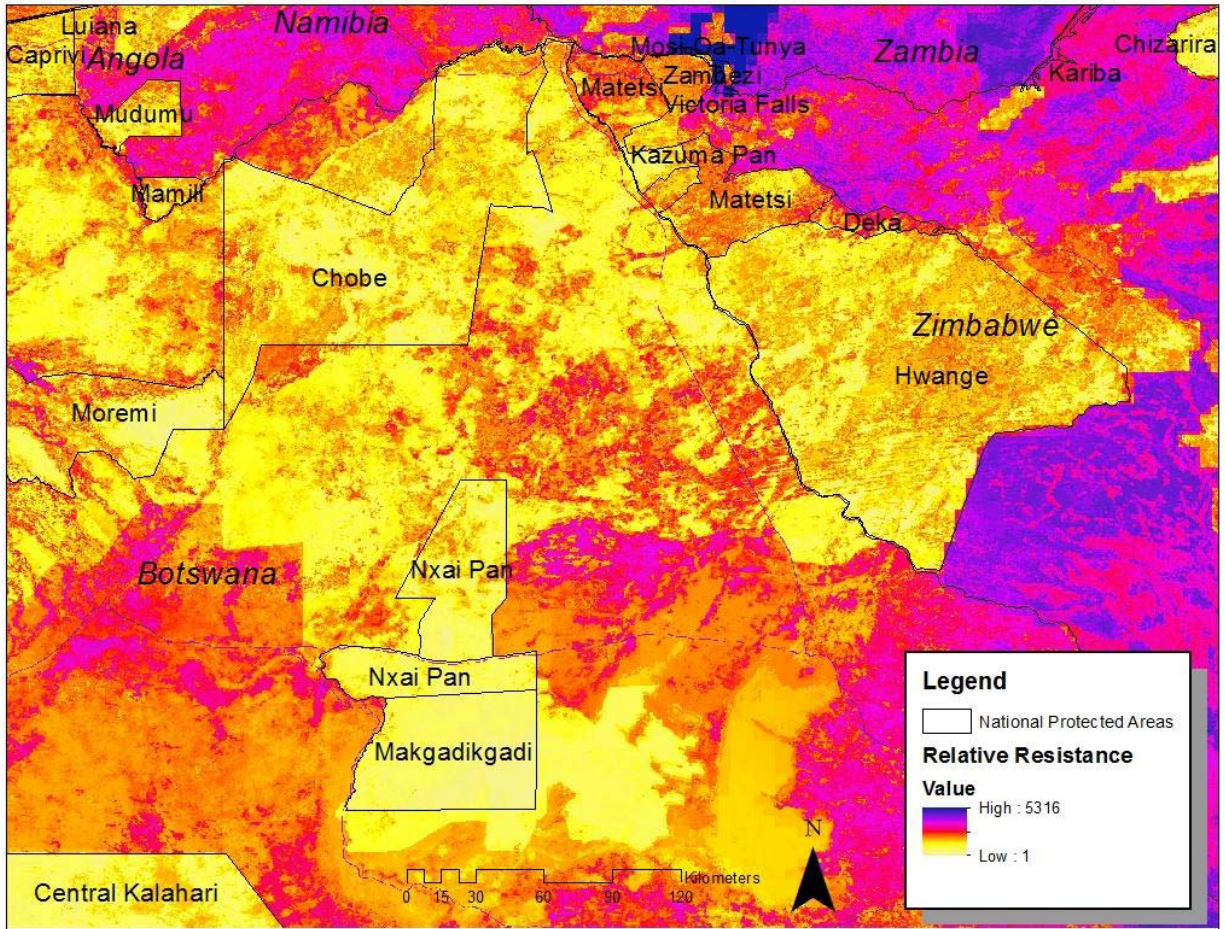 Luiana
Namibia
Caprivi
Angola
Mosi-Oa-Tunya
Zambia
Chizarira
Kariba
Matetsi
Zambezi
Victoria Falls
Mudumu
Kazuma Pan
Mamili
Matetsi
Deka
Chobe
Zimbabwe
Hwange
Moremi
Botswana
Nxai Pan
Nxai Pan
Makgadikgadi
Central Kalahari
Legend
National Protected Areas
Relative Resistance
Value
High : 5316
Low : 1
N
Kilometers
0 15 30 60 90 120